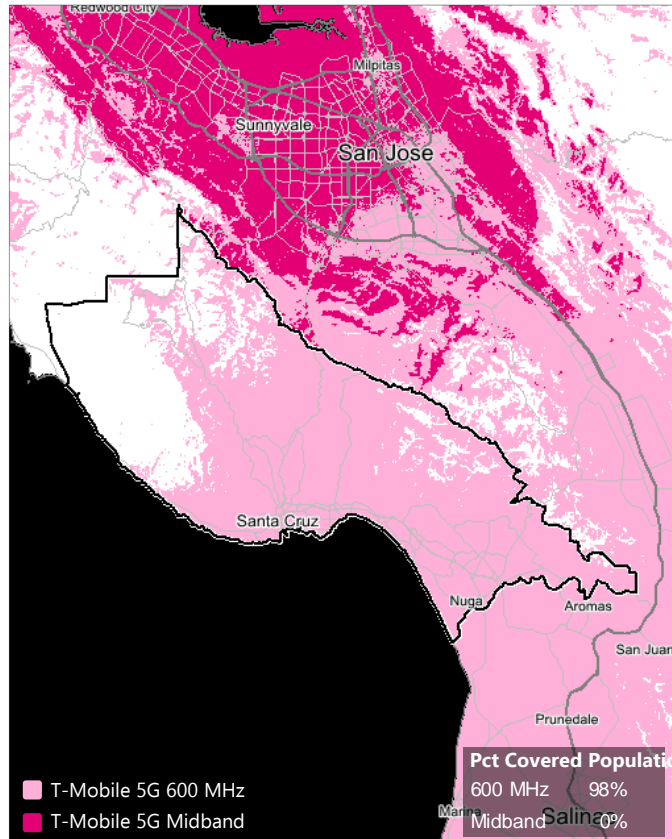 Redwood City
Milpitas
Sunnyvale
San Jose
Santa Cruz
Nuga
Aromas
San Juan
Prunedale
Marina
Salinas
T-Mobile 5G 600 MHz
T-Mobile 5G Midband
Pct Covered Populatio
600 MHz 98%
Midband 0%